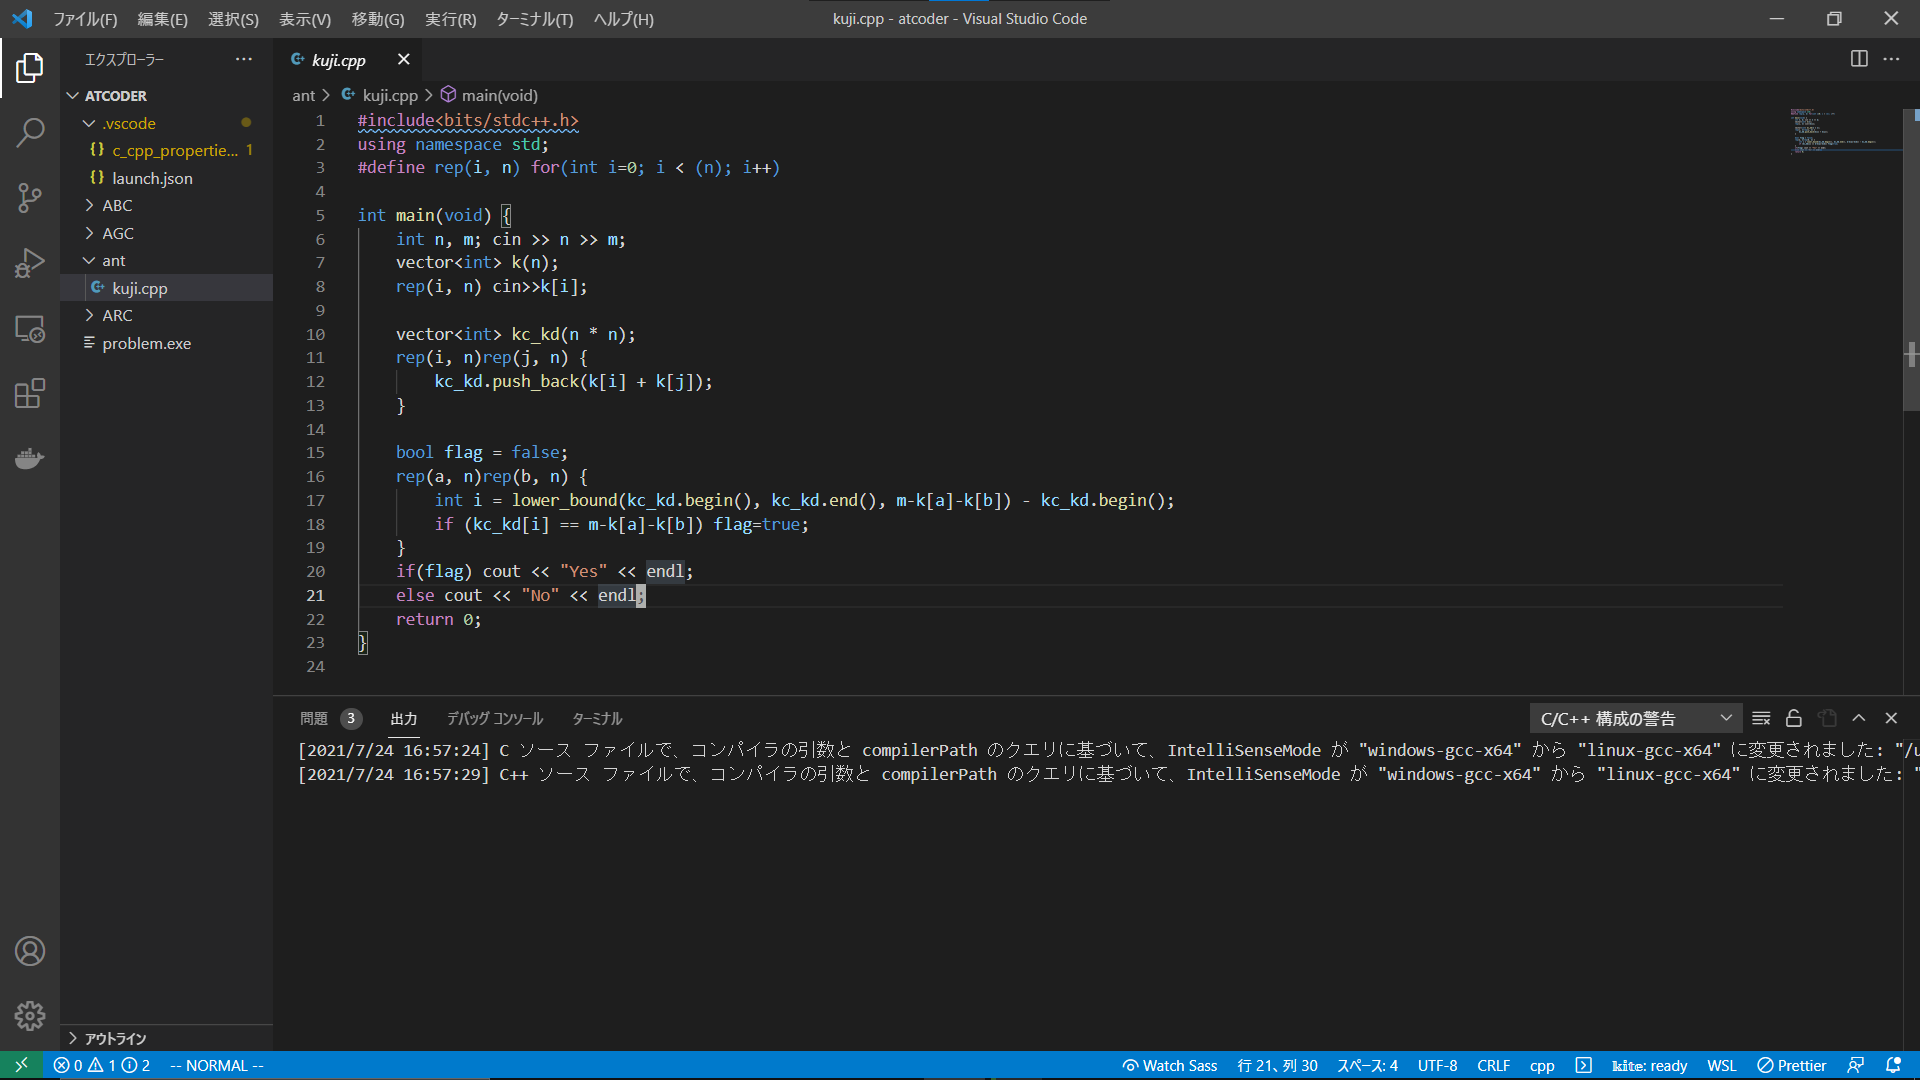 ファイル(F) 編集(E) 選択(S) 表示(V) 移動(G) 実行(R) ターミナル(T) ヘルプ(H)
kuji.cpp - atcoder - Visual Studio Code
エクスプローラー
ATCODER
.vscode
{} c_cpp_propertie... 1
{} launch.json
ABC
AGC
ant
kuji.cpp
ARC
problem.exe
アウトライン
kuji.cpp
ant > kuji.cpp > main(void)
1 #include<bits/stdc++.h>
2 using namespace std;
3 #define rep(i, n) for(int i=0; i < (n); i++)
4
5 int main(void) {
6 int n, m; cin >> n >> m;
7 vector<int> k(n);
8 rep(i, n) cin>>k[i];
9
10 vector<int> kc_kd(n * n);
11 rep(i, n)rep(j, n) {
12 kc_kd.push_back(k[i] + k[j]);
13 }
14
15 bool flag = false;
16 rep(a, n)rep(b, n) {
17 int i = lower_bound(kc_kd.begin(), kc_kd.end(), m-k[a]-k[b]) - kc_kd.begin();
18 if (kc_kd[i] == m-k[a]-k[b]) flag=true;
19 }
20 if(flag) cout << "Yes" << endl;
21 else cout << "No" << endl;
22 return 0;
23 }
24
問題 3 出力 デバッグ コンソール ターミナル
C/C++ 構成の警告
[2021/7/24 16:57:24] C ソース ファイルで、コンパイラの引数と compilerPath のクエリに基づいて、IntelliSenseMode が "windows-gcc-x64" から "linux-gcc-x64" に変更されました: "/u
[2021/7/24 16:57:29] C++ ソース ファイルで、コンパイラの引数と compilerPath のクエリに基づいて、IntelliSenseMode が "windows-gcc-x64" から "linux-gcc-x64" に変更されました: "
0 1 2 -- NORMAL -- Watch Sass 行 21、列 30 スペース: 4 UTF-8 CRLF cpp kite: ready WSL Prettier